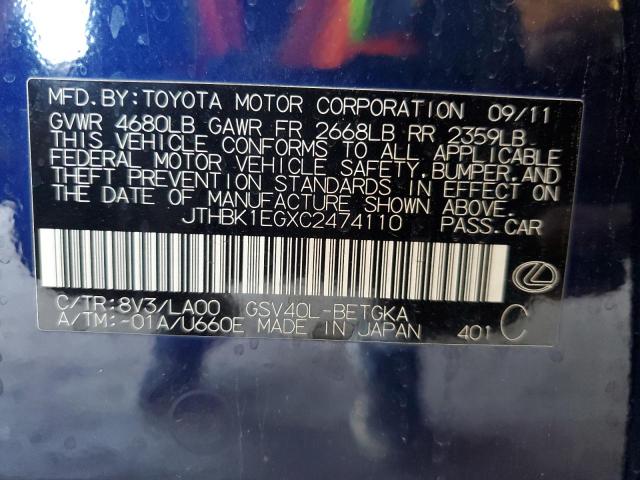 MFD.BY:TOYOTA MOTOR CORPORATION 09/11
GVWR 4680LB GAWR FR 2668LB RR 2359LB
THIS VEHICLE CONFORMS TO ALL APPLICABLE
FEDERAL MOTOR VEHICLE SAFETY,BUMPER,AND
THEFT PREVENTION STANDARDS IN EFFECT ON
THE DATE OF MANUFACTURE SHOWN ABOVE.
JTHBK1EGXC2474110 PASS.CAR
C/TR:8V3/LA00 GSV40L-BETGKA
A/TM:-01A/U660E MADE IN JAPAN 401 C